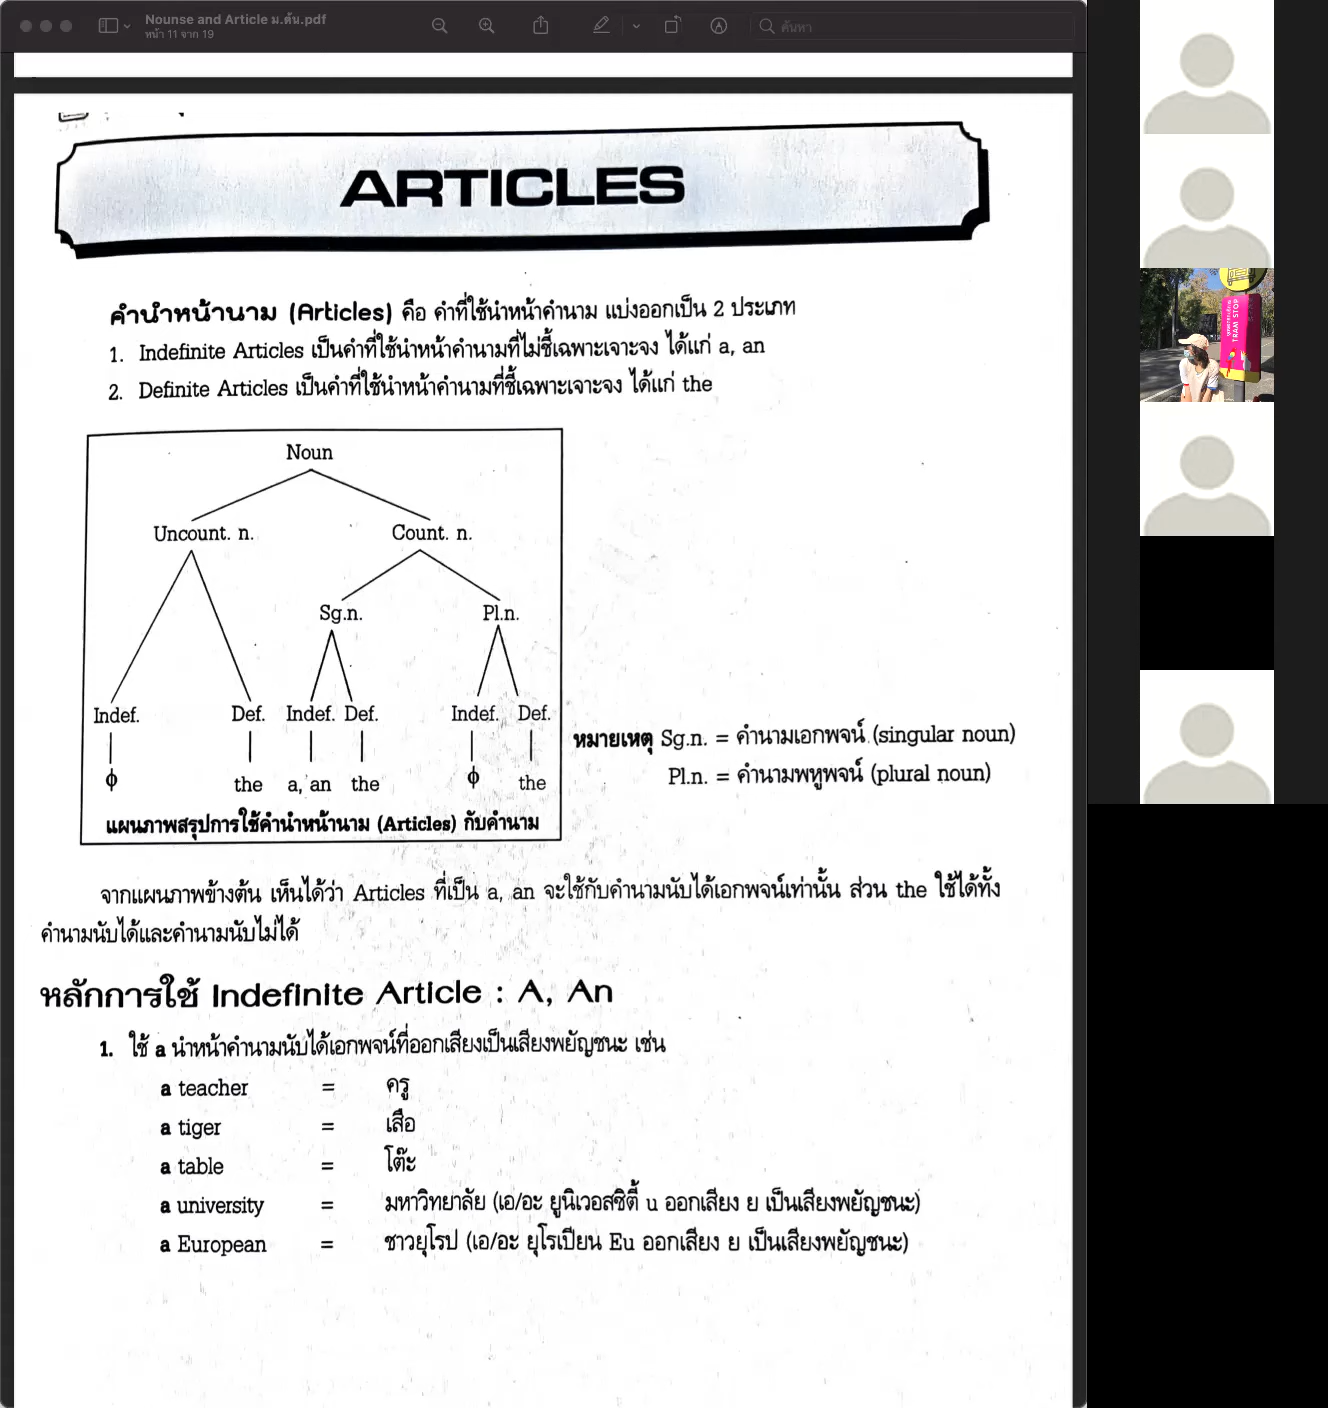 Nounse and Article ม.ต้น.pdf
หน้า 11 จาก 19
ค้นหา
ARTICLES
คำนำหน้านาม (Articles) คือ คำที่ใช้นำหน้าคำนาม แบ่งออกเป็น 2 ประเภท
1. Indefinite Articles เป็นคำที่ใช้นำหน้าคำนามที่ไม่ชี้เฉพาะเจาะจง ได้แก่ a, an
2. Definite Articles เป็นคำที่ใช้นำหน้าคำนามที่ชี้เฉพาะเจาะจง ได้แก่ the
Noun
Uncount. n. Count. n.
Sg.n. Pl.n.
Indef. Def. Indef. Def. Indef. Def.
ϕ the a, an the ϕ the
แผนภาพสรุปการใช้คำนำหน้านาม (Articles) กับคำนาม
หมายเหตุ Sg.n. = คำนามเอกพจน์ (singular noun)
Pl.n. = คำนามพหูพจน์ (plural noun)
จากแผนภาพข้างต้น เห็นได้ว่า Articles ที่เป็น a, an จะใช้กับคำนามนับได้เอกพจน์เท่านั้น ส่วน the ใช้ได้ทั้ง
คำนามนับได้และคำนามนับไม่ได้
หลักการใช้ Indefinite Article : A, An
1. ใช้ a นำหน้าคำนามนับได้เอกพจน์ที่ออกเสียงเป็นเสียงพยัญชนะ เช่น
a teacher = ครู
a tiger = เสือ
a table = โต๊ะ
a university = มหาวิทยาลัย (เอ/อะ ยูนิเวอสซิตี้ u ออกเสียง ย เป็นเสียงพยัญชนะ)
a European = ชาวยุโรป (เอ/อะ ยุโรเปียน Eu ออกเสียง ย เป็นเสียงพยัญชนะ)
TRAM STOP